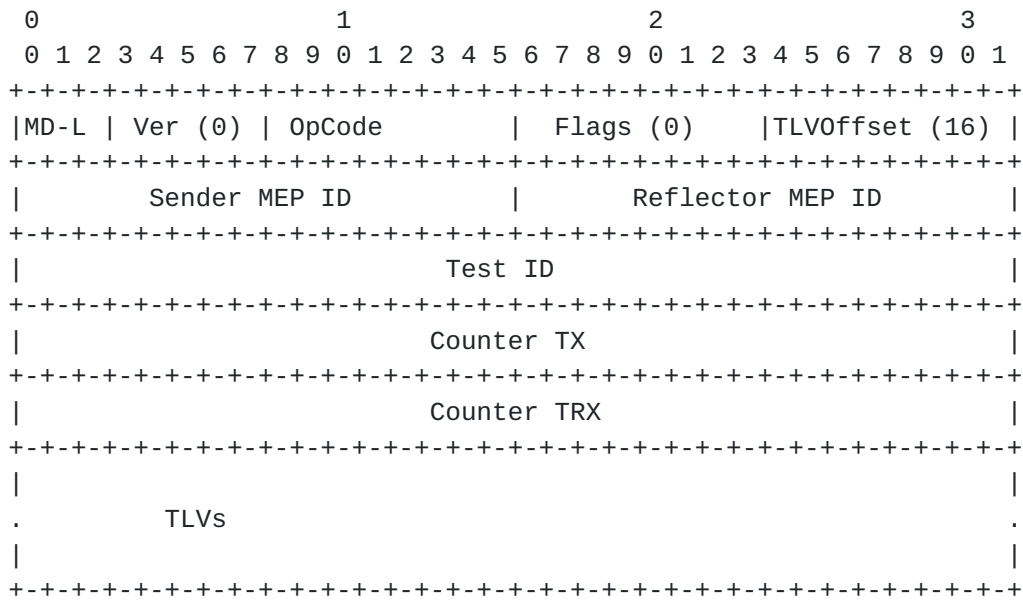 0                   1                   2                   3
 0 1 2 3 4 5 6 7 8 9 0 1 2 3 4 5 6 7 8 9 0 1 2 3 4 5 6 7 8 9 0 1
+-+-+-+-+-+-+-+-+-+-+-+-+-+-+-+-+-+-+-+-+-+-+-+-+-+-+-+-+-+-+-+-+
|MD-L | Ver (0) | OpCode        |  Flags (0)    |TLVOffset (16) |
+-+-+-+-+-+-+-+-+-+-+-+-+-+-+-+-+-+-+-+-+-+-+-+-+-+-+-+-+-+-+-+-+
|        Sender MEP ID          |       Reflector MEP ID        |
+-+-+-+-+-+-+-+-+-+-+-+-+-+-+-+-+-+-+-+-+-+-+-+-+-+-+-+-+-+-+-+-+
|                           Test ID                             |
+-+-+-+-+-+-+-+-+-+-+-+-+-+-+-+-+-+-+-+-+-+-+-+-+-+-+-+-+-+-+-+-+
|                          Counter TX                           |
+-+-+-+-+-+-+-+-+-+-+-+-+-+-+-+-+-+-+-+-+-+-+-+-+-+-+-+-+-+-+-+-+
|                          Counter TRX                          |
+-+-+-+-+-+-+-+-+-+-+-+-+-+-+-+-+-+-+-+-+-+-+-+-+-+-+-+-+-+-+-+-+
|                                                               |
.         TLVs                                                  .
|                                                               |
+-+-+-+-+-+-+-+-+-+-+-+-+-+-+-+-+-+-+-+-+-+-+-+-+-+-+-+-+-+-+-+-+